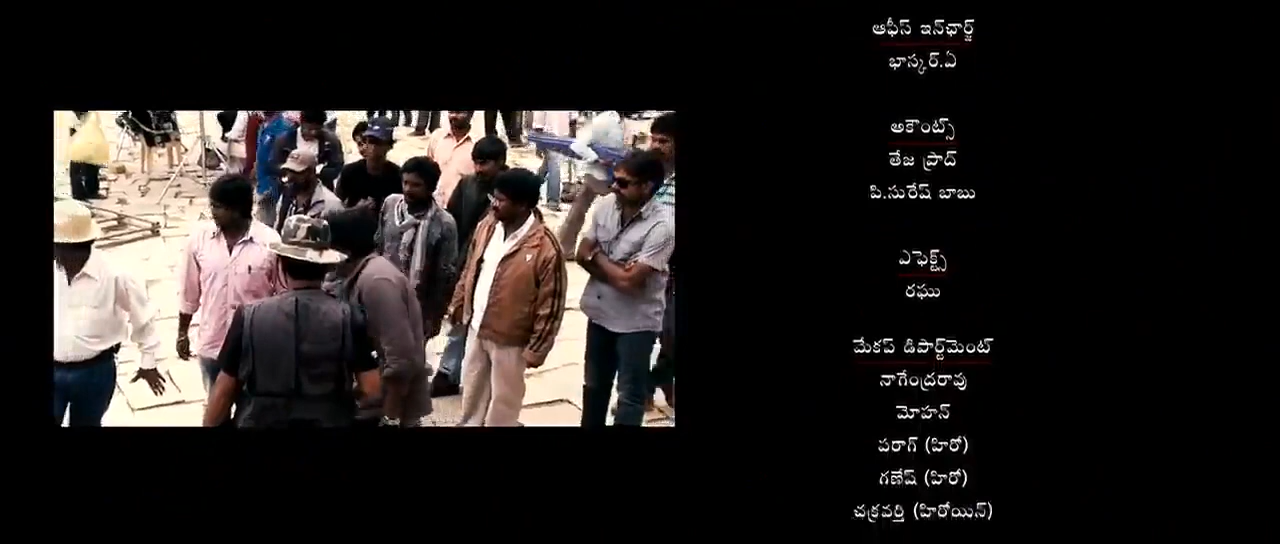 ఆఫీస్ ఇన్‌ఛార్జ్
భాస్కర్.ఏ
అకౌంట్స్
తేజ ప్రాద్
పి.సురేష్ బాబు
ఎఫెక్ట్స్
రఘు
మేకప్ డిపార్ట్‌మెంట్
నాగేంద్రరావు
మోహన్
పరాగ్ (హీరో)
గణేష్ (హీరో)
చక్రవర్తి (హీరోయిన్)